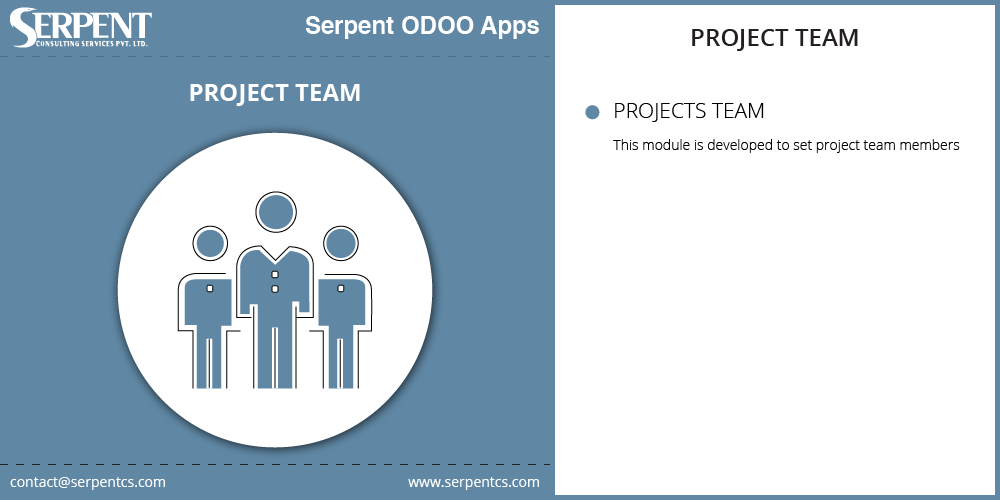 SERPENT
CONSULTING SERVICES PVT. LTD.
Serpent ODOO Apps
PROJECT TEAM
contact@serpentcs.com
www.serpentcs.com
PROJECT TEAM
PROJECTS TEAM
This module is developed to set project team members